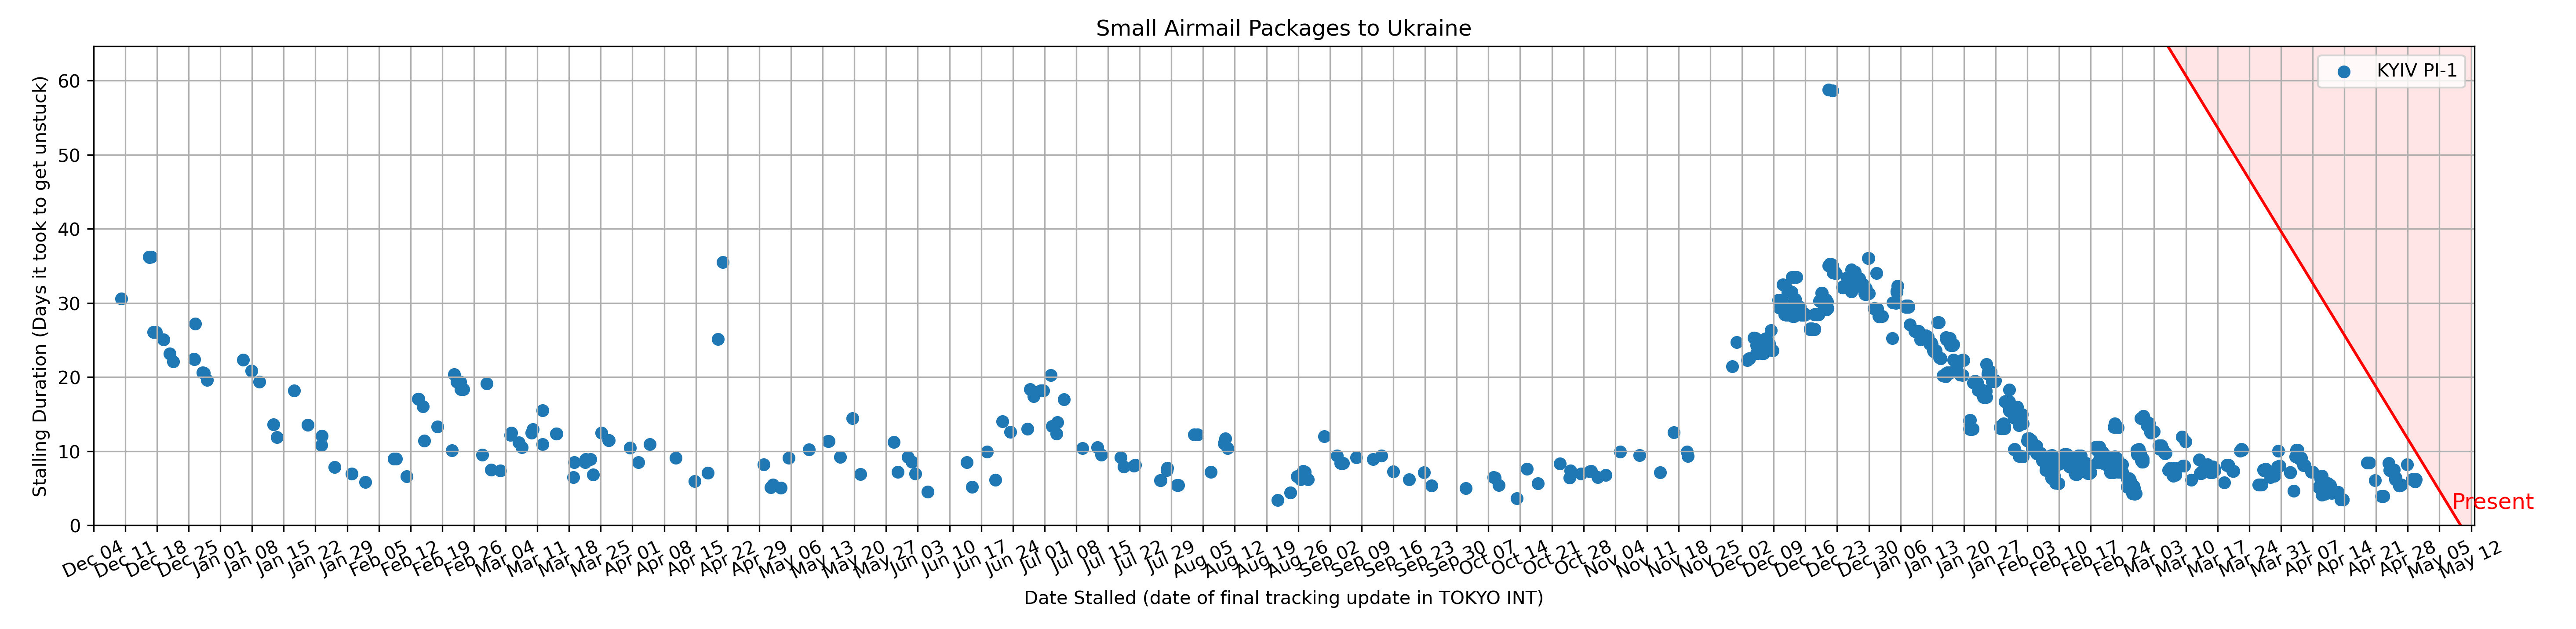 Small Airmail Packages to Ukraine
KYIV PI-1
Stalling Duration (Days it took to get unstuck)
60
50
40
30
20
10
0
Present
Dec 04
Dec 11
Dec 18
Dec 25
Jan 01
Jan 08
Jan 15
Jan 22
Jan 29
Feb 05
Feb 12
Feb 19
Feb 26
Mar 04
Mar 11
Mar 18
Mar 25
Apr 01
Apr 08
Apr 15
Apr 22
Apr 29
May 06
May 13
May 20
May 27
Jun 03
Jun 10
Jun 17
Jun 24
Jul 01
Jul 08
Jul 15
Jul 22
Jul 29
Aug 05
Aug 12
Aug 19
Aug 26
Sep 02
Sep 09
Sep 16
Sep 23
Sep 30
Oct 07
Oct 14
Oct 21
Oct 28
Nov 04
Nov 11
Nov 18
Nov 25
Dec 02
Dec 09
Dec 16
Dec 23
Dec 30
Jan 06
Jan 13
Jan 20
Jan 27
Feb 03
Feb 10
Feb 17
Feb 24
Mar 03
Mar 10
Mar 17
Mar 24
Mar 31
Apr 07
Apr 14
Apr 21
Apr 28
May 05
May 12
Date Stalled (date of final tracking update in TOKYO INT)